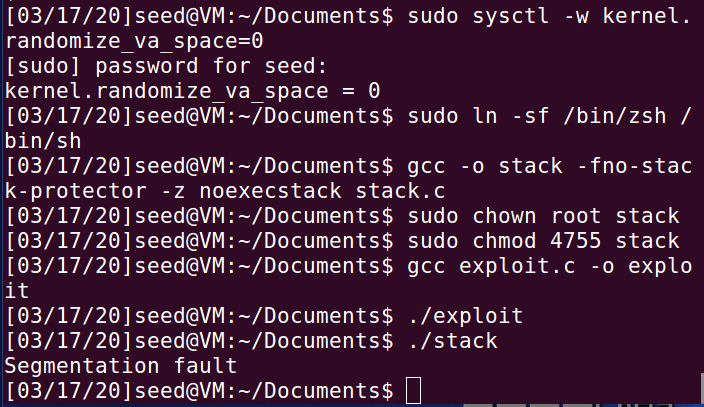 [03/17/20]seed@VM:~/Documents$ sudo sysctl -w kernel.
randomize_va_space=0
[sudo] password for seed:
kernel.randomize_va_space = 0
[03/17/20]seed@VM:~/Documents$ sudo ln -sf /bin/zsh /
bin/sh
[03/17/20]seed@VM:~/Documents$ gcc -o stack -fno-stac
k-protector -z noexecstack stack.c
[03/17/20]seed@VM:~/Documents$ sudo chown root stack
[03/17/20]seed@VM:~/Documents$ sudo chmod 4755 stack
[03/17/20]seed@VM:~/Documents$ gcc exploit.c -o explo
it
[03/17/20]seed@VM:~/Documents$ ./exploit
[03/17/20]seed@VM:~/Documents$ ./stack
Segmentation fault
[03/17/20]seed@VM:~/Documents$